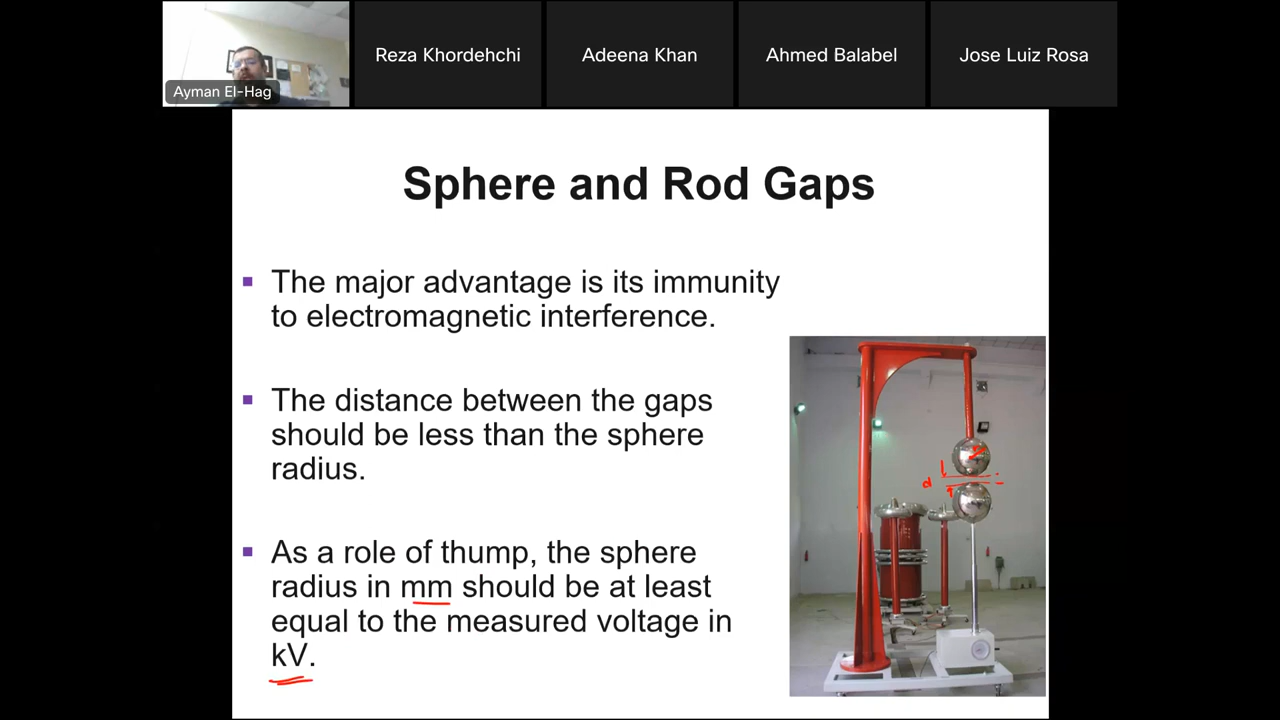 Ayman El-Hag
Reza Khordehchi
Adeena Khan
Ahmed Balabel
Jose Luiz Rosa
Sphere and Rod Gaps
The major advantage is its immunity
to electromagnetic interference.
The distance between the gaps
should be less than the sphere
radius.
As a role of thump, the sphere
radius in mm should be at least
equal to the measured voltage in
kV.
d